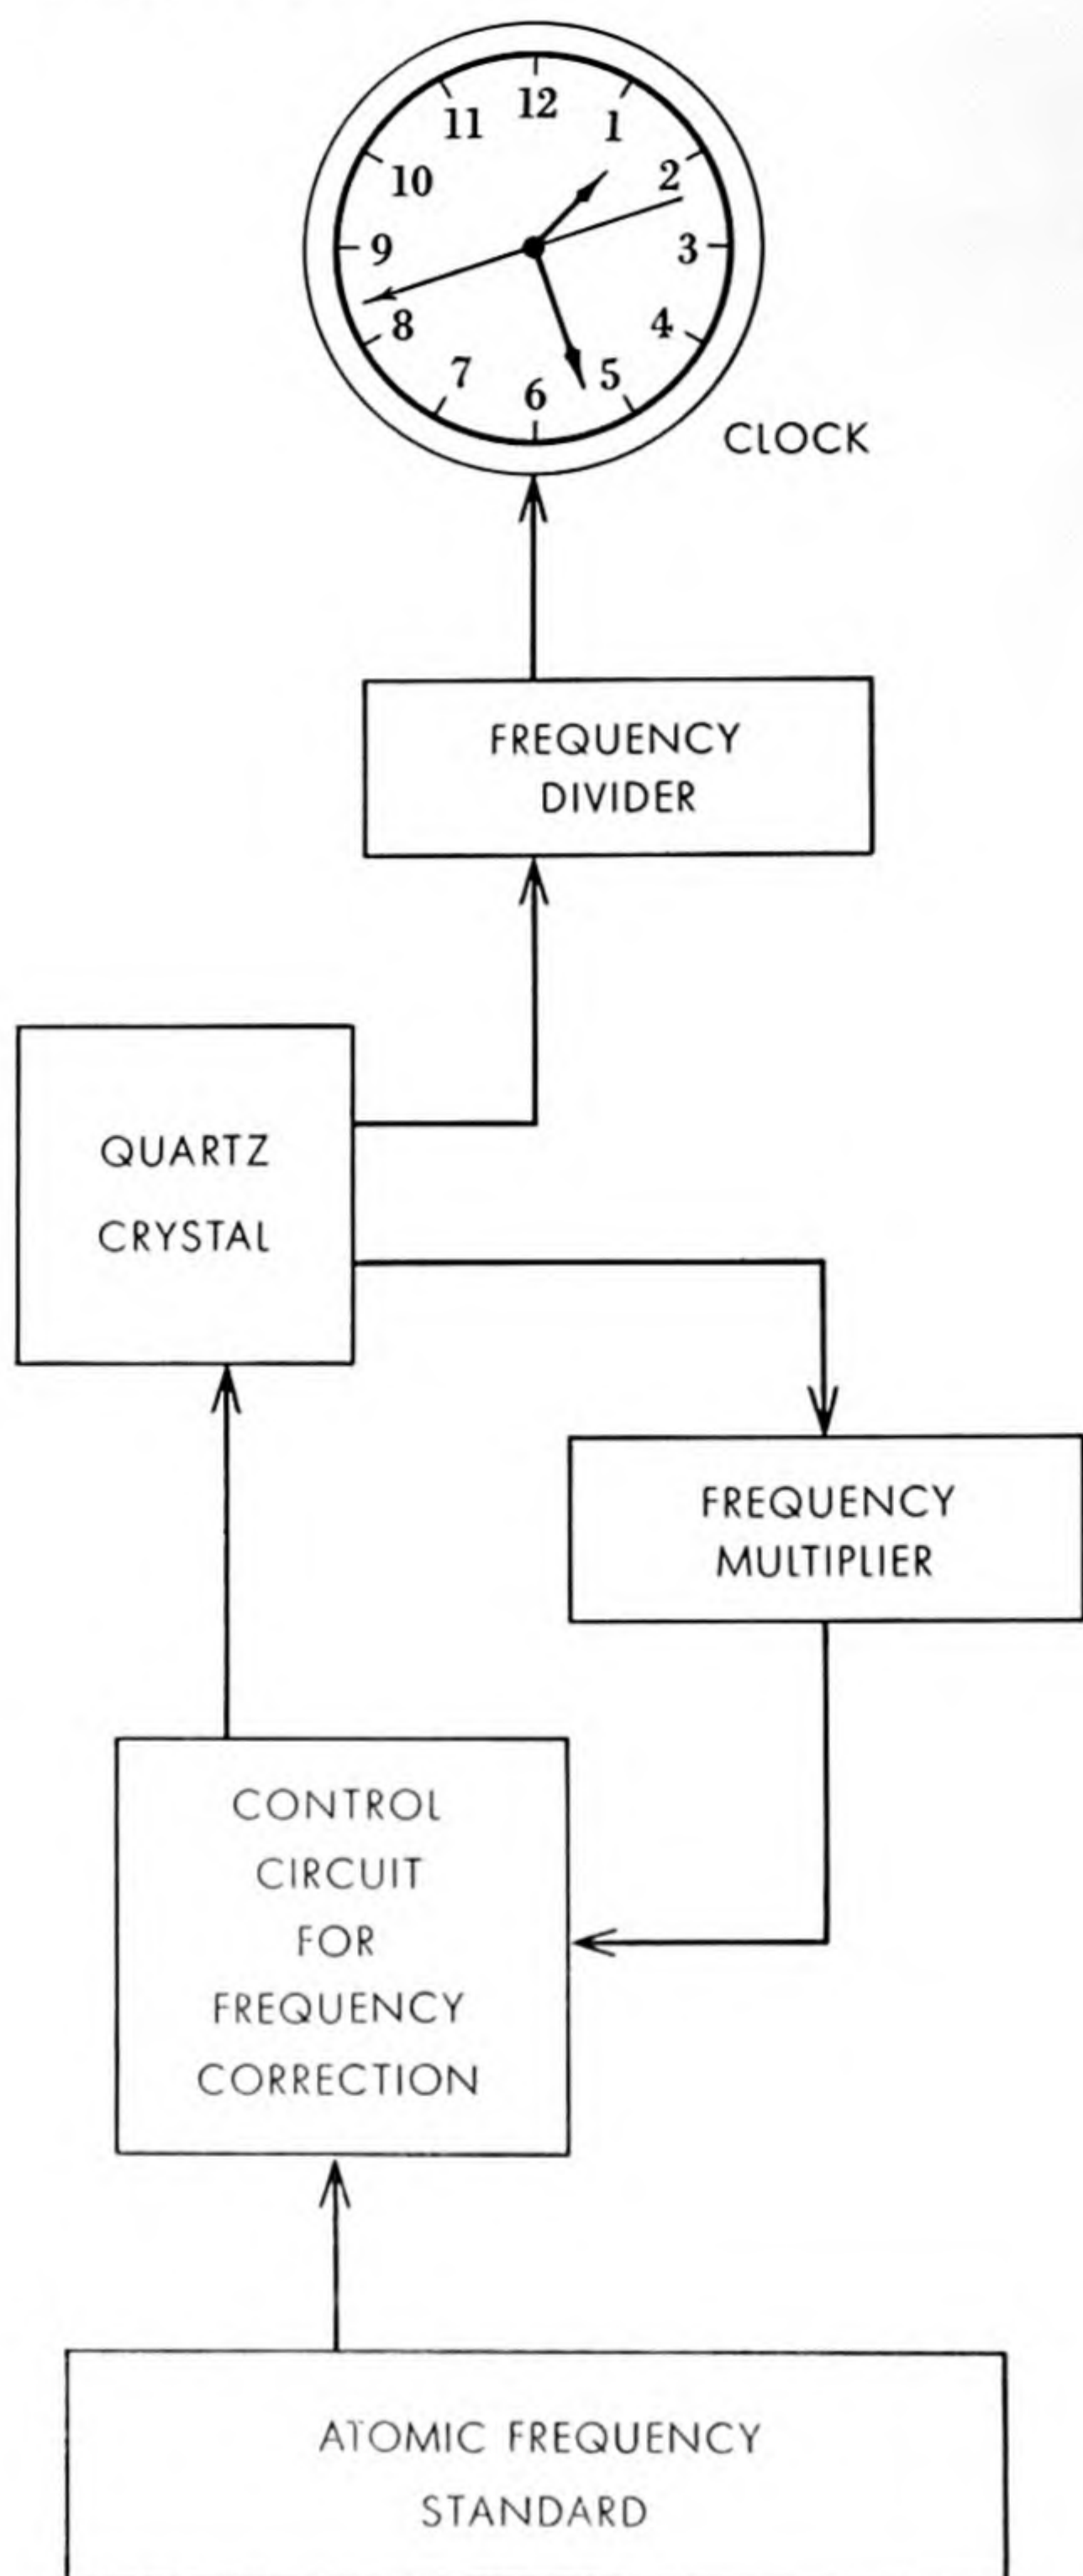 12
11
1
10
2
9
3
8
4
7
5
6
CLOCK
FREQUENCY
DIVIDER
QUARTZ
CRYSTAL
FREQUENCY
MULTIPLIER
CONTROL
CIRCUIT
FOR
FREQUENCY
CORRECTION
ATOMIC FREQUENCY
STANDARD